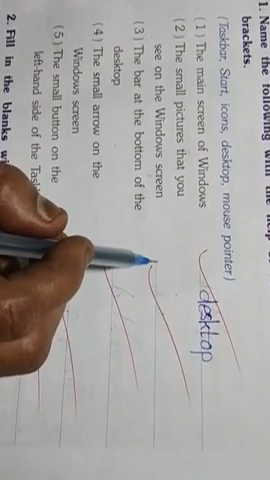 1. Name the following with the
brackets.
(Taskbar, Start, icons, desktop, mouse pointer)
(1) The main screen of Windows desktop
(2) The small pictures that you
see on the Windows screen
(3) The bar at the bottom of the
desktop
(4) The small arrow on the
Windows screen
(5) The small button on the
left-hand side of the
2. Fill in the blanks